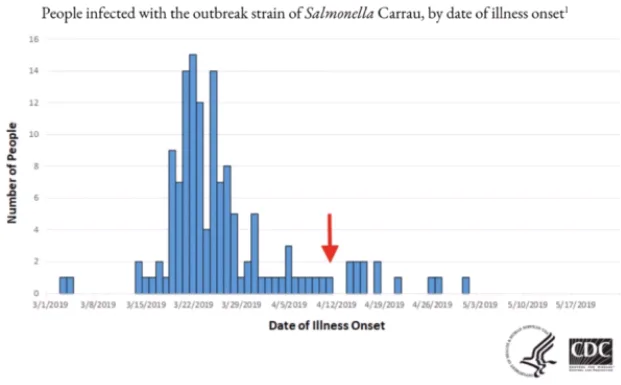 People infected with the outbreak strain of Salmonella Carrau, by date of illness onset¹
16
14
12
10
8
6
4
2
0
Number of People
3/1/2019 3/8/2019 3/15/2019 3/22/2019 3/29/2019 4/5/2019 4/12/2019 4/19/2019 4/26/2019 5/3/2019 5/10/2019 5/17/2019
Date of Illness Onset
CDC